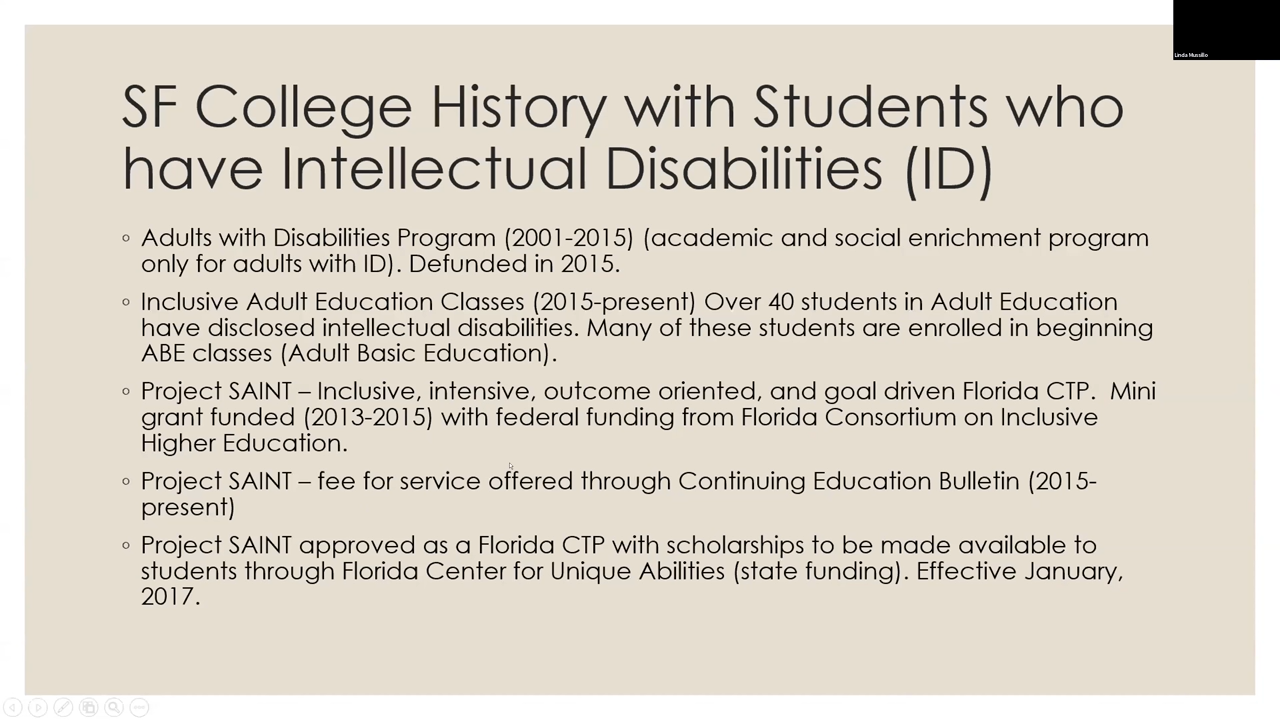 Linda Mussillo
SF College History with Students who
have Intellectual Disabilities (ID)
◦ Adults with Disabilities Program (2001-2015) (academic and social enrichment program
only for adults with ID). Defunded in 2015.
◦ Inclusive Adult Education Classes (2015-present) Over 40 students in Adult Education
have disclosed intellectual disabilities. Many of these students are enrolled in beginning
ABE classes (Adult Basic Education).
◦ Project SAINT – Inclusive, intensive, outcome oriented, and goal driven Florida CTP. Mini
grant funded (2013-2015) with federal funding from Florida Consortium on Inclusive
Higher Education.
◦ Project SAINT – fee for service offered through Continuing Education Bulletin (2015-
present)
◦ Project SAINT approved as a Florida CTP with scholarships to be made available to
students through Florida Center for Unique Abilities (state funding). Effective January,
2017.